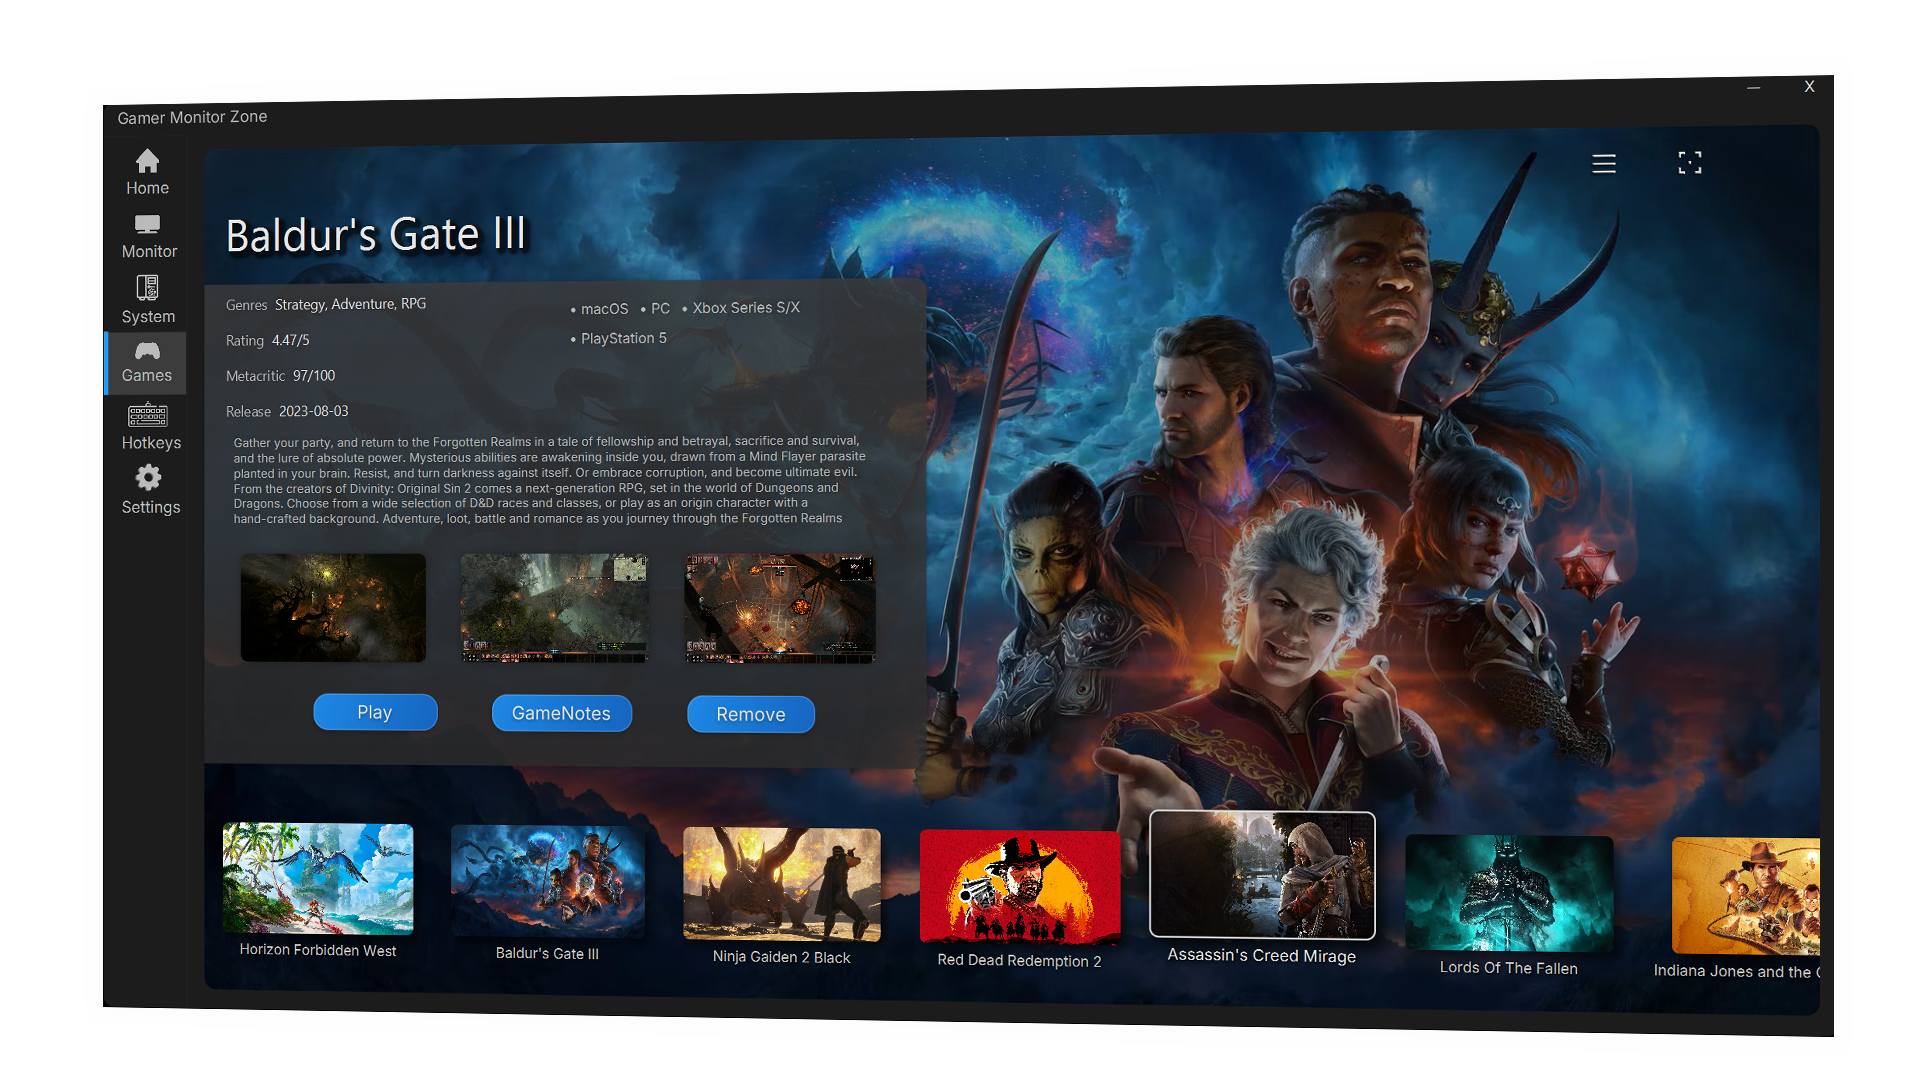 — X
Gamer Monitor Zone
Home
Monitor
System
Games
Hotkeys
Settings
Baldur's Gate III
Genres Strategy, Adventure, RPG
Rating 4.47/5
Metacritic 97/100
Release 2023-08-03
• macOS • PC • Xbox Series S/X
• PlayStation 5
Gather your party, and return to the Forgotten Realms in a tale of fellowship and betrayal, sacrifice and survival,
and the lure of absolute power. Mysterious abilities are awakening inside you, drawn from a Mind Flayer parasite
planted in your brain. Resist, and turn darkness against itself. Or embrace corruption, and become ultimate evil.
From the creators of Divinity: Original Sin 2 comes a next-generation RPG, set in the world of Dungeons and
Dragons. Choose from a wide selection of D&D races and classes, or play as an origin character with a
hand-crafted background. Adventure, loot, battle and romance as you journey through the Forgotten Realms
Play
GameNotes
Remove
Horizon Forbidden West
Baldur's Gate III
Ninja Gaiden 2 Black
Red Dead Redemption 2
Assassin's Creed Mirage
Lords Of The Fallen
Indiana Jones and the